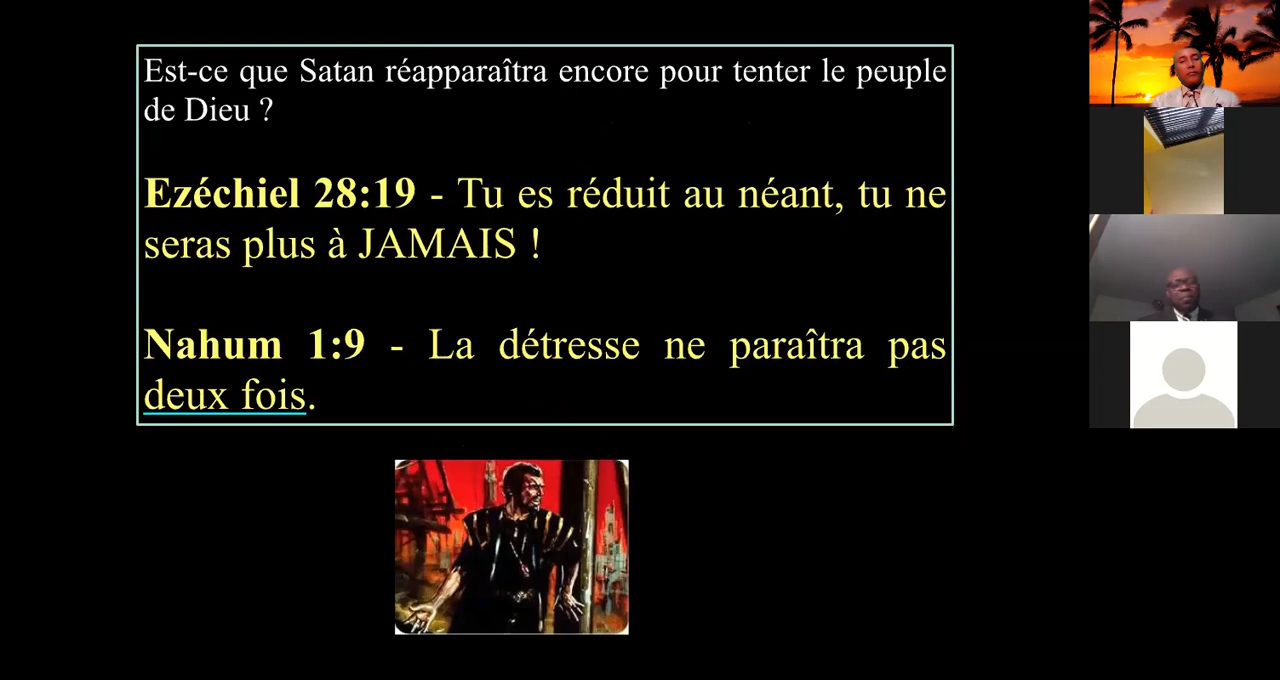 Est-ce que Satan réapparaîtra encore pour tenter le peuple
de Dieu ?
Ezéchiel 28:19 - Tu es réduit au néant, tu ne
seras plus à JAMAIS !
Nahum 1:9 - La détresse ne paraîtra pas
deux fois.